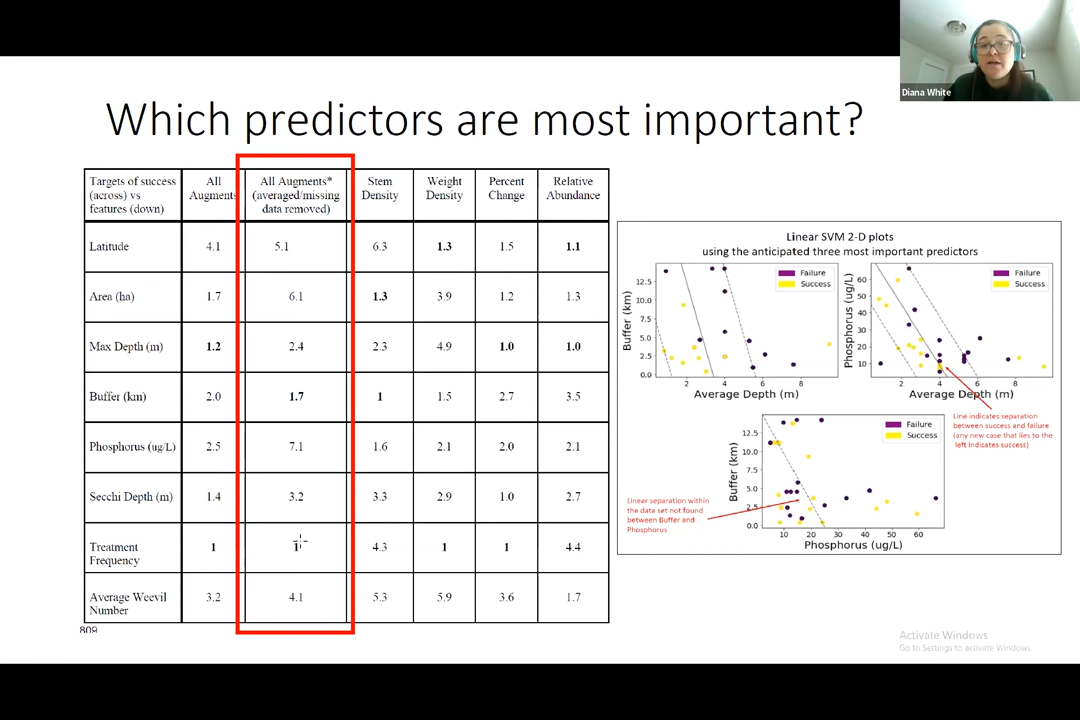 Diana White
Which predictors are most important?
Targets of success (across) vs features (down) All Augments All Augments* (averaged/missing data removed) Stem Density Weight Density Percent Change Relative Abundance
Latitude 4.1 5.1 6.3 1.3 1.5 1.1
Area (ha) 1.7 6.1 1.3 3.9 1.2 1.3
Max Depth (m) 1.2 2.4 2.3 4.9 1.0 1.0
Buffer (km) 2.0 1.7 1 1.5 2.7 3.5
Phosphorus (ug/L) 2.5 7.1 1.6 2.1 2.0 2.1
Secchi Depth (m) 1.4 3.2 3.3 2.9 1.0 2.7
Treatment Frequency 1 1 4.3 1 1 4.4
Average Weevil Number 3.2 4.1 5.3 5.9 3.6 1.7
809
Linear SVM 2-D plots
using the anticipated three most important predictors
Buffer (km)
12.5
10.0
7.5
5.0
2.5
0.0
Failure
Success
2 4 6 8
Average Depth (m)
Phosphorus (ug/L)
60
50
40
30
20
10
Failure
Success
2 4 6 8
Average Depth (m)
Line indicates separation
between success and failure
(any new case that lies to the
left indicates success)
Buffer (km)
12.5
10.0
7.5
5.0
2.5
0.0
Failure
Success
10 20 30 40 50 60
Phosphorus (ug/L)
Linear separation within
the data set not found
between Buffer and
Phosphorus
Activate Windows
Go to Settings to activate Windows.